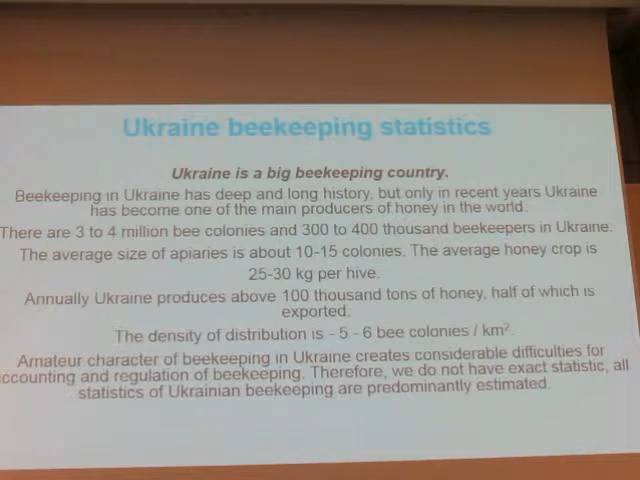 Ukraine beekeeping statistics
Ukraine is a big beekeeping country.
Beekeeping in Ukraine has deep and long history, but only in recent years Ukraine
has become one of the main producers of honey in the world.
There are 3 to 4 million bee colonies and 300 to 400 thousand beekeepers in Ukraine.
The average size of apiaries is about 10-15 colonies. The average honey crop is
25-30 kg per hive.
Annually Ukraine produces above 100 thousand tons of honey, half of which is
exported.
The density of distribution is - 5 - 6 bee colonies / km².
Amateur character of beekeeping in Ukraine creates considerable difficulties for
ccounting and regulation of beekeeping. Therefore, we do not have exact statistic, all
statistics of Ukrainian beekeeping are predominantly estimated.